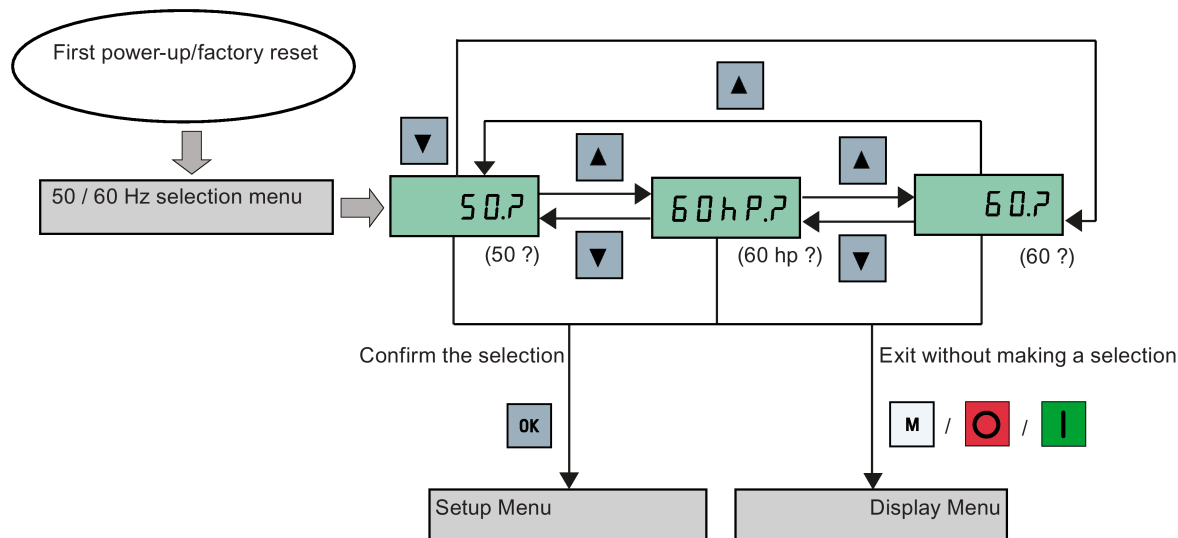 First power-up/factory reset
50 / 60 Hz selection menu
50.?
60hP.?
60.?
(50 ?)
(60 hp ?)
(60 ?)
Confirm the selection
Exit without making a selection
OK
M / /
Setup Menu
Display Menu